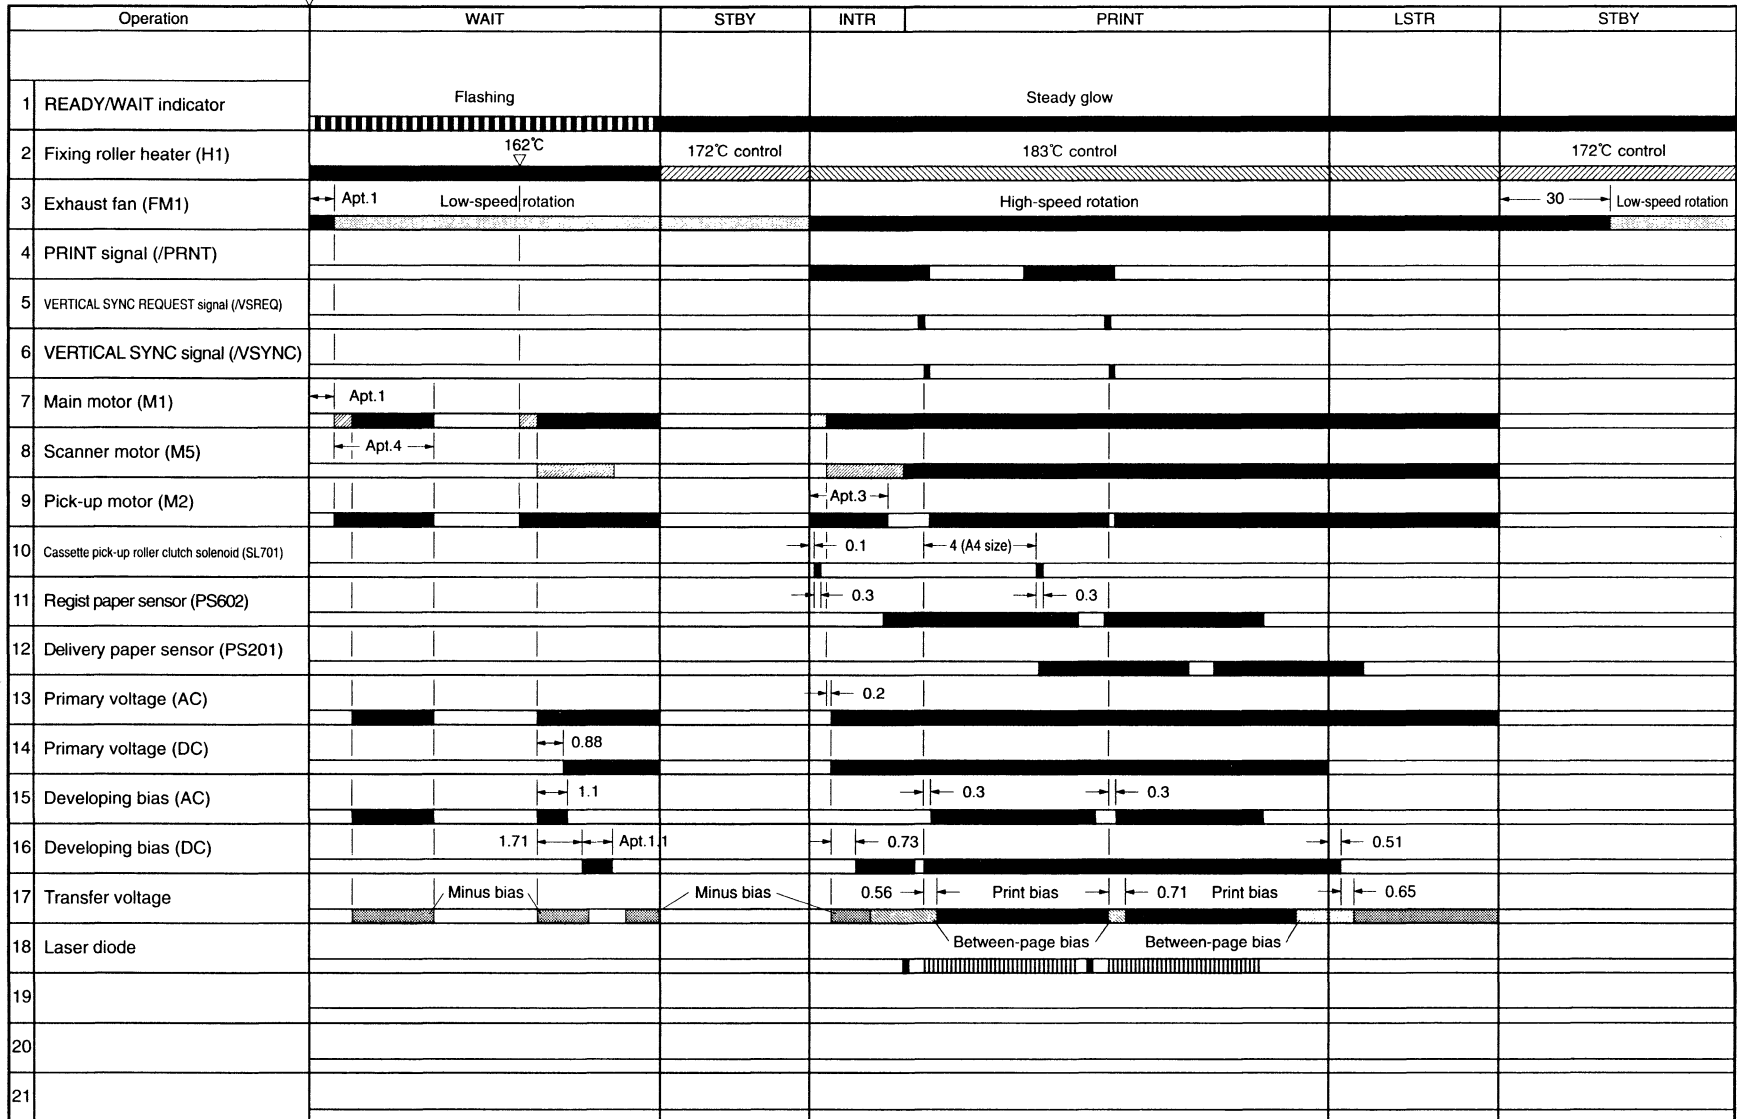 Operation WAIT STBY INTR PRINT LSTR STBY
1 READY/WAIT indicator Flashing Steady glow
2 Fixing roller heater (H1) 162℃ 172℃ control 183℃ control 172℃ control
3 Exhaust fan (FM1) Apt.1 Low-speed rotation High-speed rotation 30 Low-speed rotation
4 PRINT signal (/PRNT)
5 VERTICAL SYNC REQUEST signal (/VSREQ)
6 VERTICAL SYNC signal (/VSYNC)
7 Main motor (M1) Apt.1
8 Scanner motor (M5) Apt.4
9 Pick-up motor (M2) Apt.3
10 Cassette pick-up roller clutch solenoid (SL701) 0.1 4 (A4 size)
11 Regist paper sensor (PS602) 0.3 0.3
12 Delivery paper sensor (PS201)
13 Primary voltage (AC) 0.2
14 Primary voltage (DC) 0.88
15 Developing bias (AC) 1.1 0.3 0.3
16 Developing bias (DC) 1.71 Apt.1.1 0.73 0.51
17 Transfer voltage Minus bias Minus bias 0.56 Print bias 0.71 Print bias 0.65
18 Laser diode Between-page bias Between-page bias
19
20
21